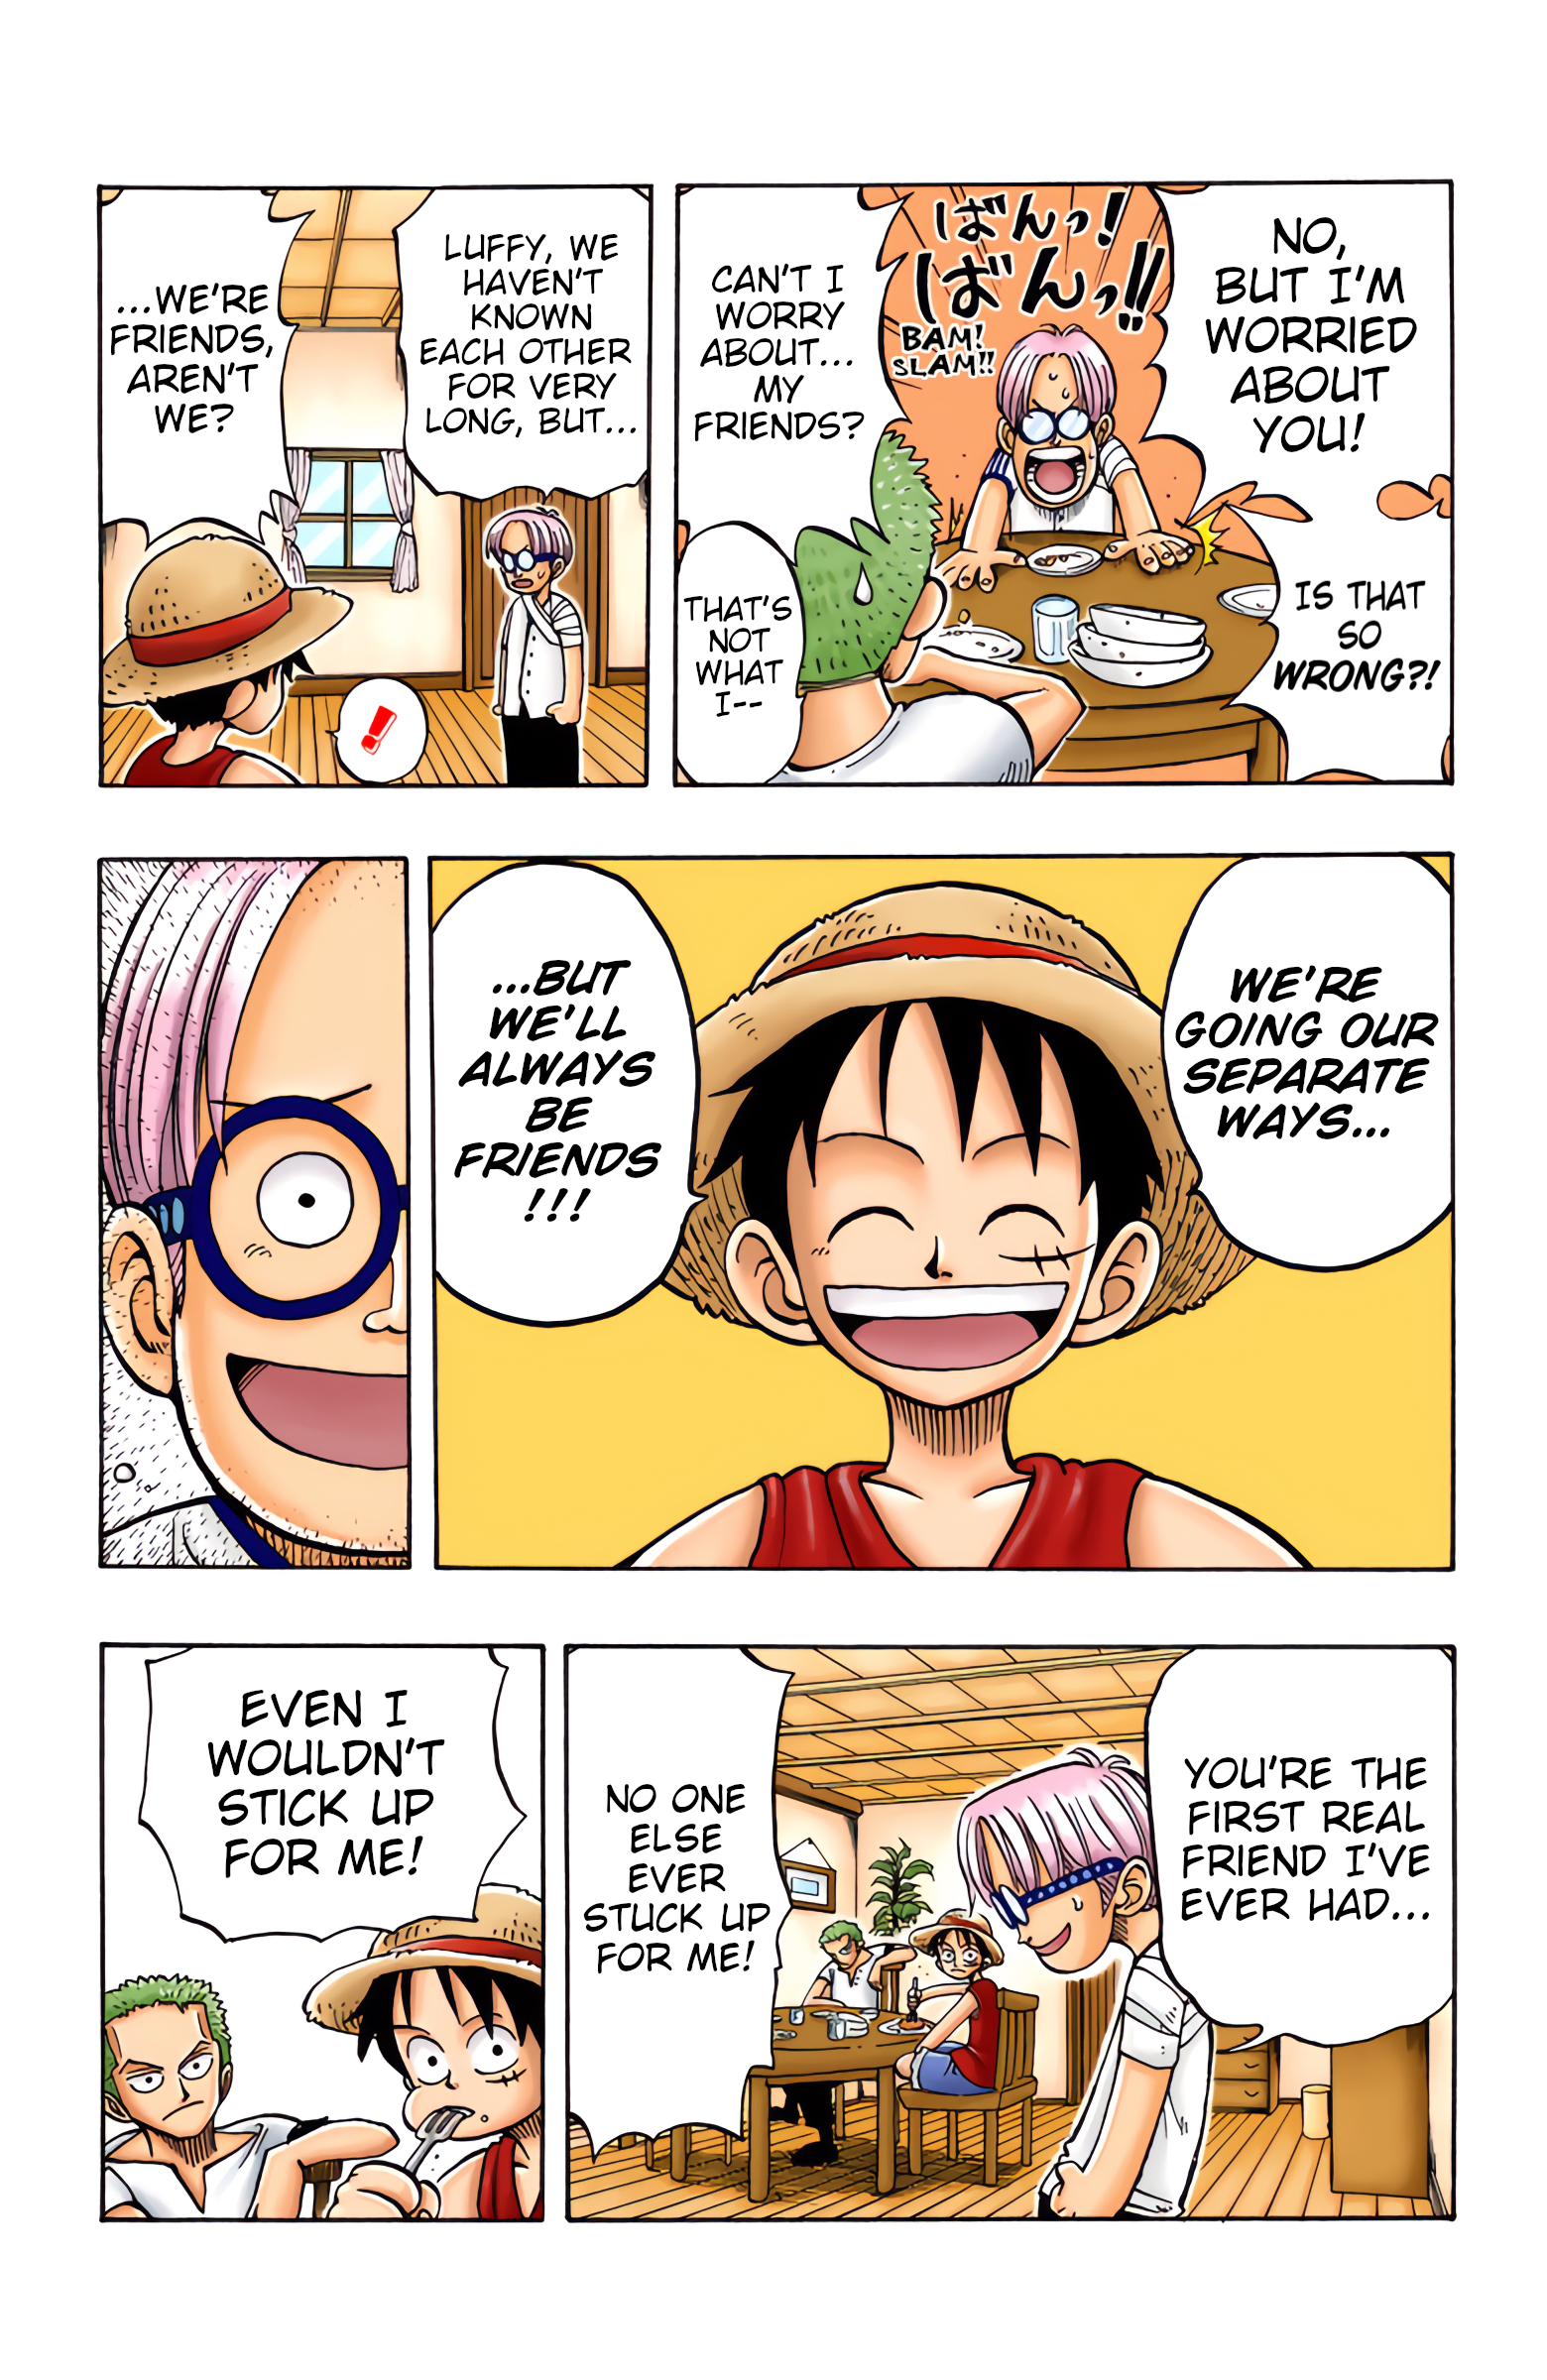 NO,
BUT I'M
WORRIED
ABOUT
YOU!
IS THAT
SO
WRONG?!
ばんっ!
ばんっ!!
BAM!
SLAM!!
CAN'T I
WORRY
ABOUT...
MY
FRIENDS?
THAT'S
NOT
WHAT
I--
LUFFY, WE
HAVEN'T
KNOWN
EACH OTHER
FOR VERY
LONG, BUT...
...WE'RE
FRIENDS,
AREN'T
WE?
!
WE'RE
GOING OUR
SEPARATE
WAYS...
...BUT
WE'LL
ALWAYS
BE
FRIENDS
!!!
YOU'RE THE
FIRST REAL
FRIEND I'VE
EVER HAD...
NO ONE
ELSE
EVER
STUCK UP
FOR ME!
EVEN I
WOULDN'T
STICK UP
FOR ME!